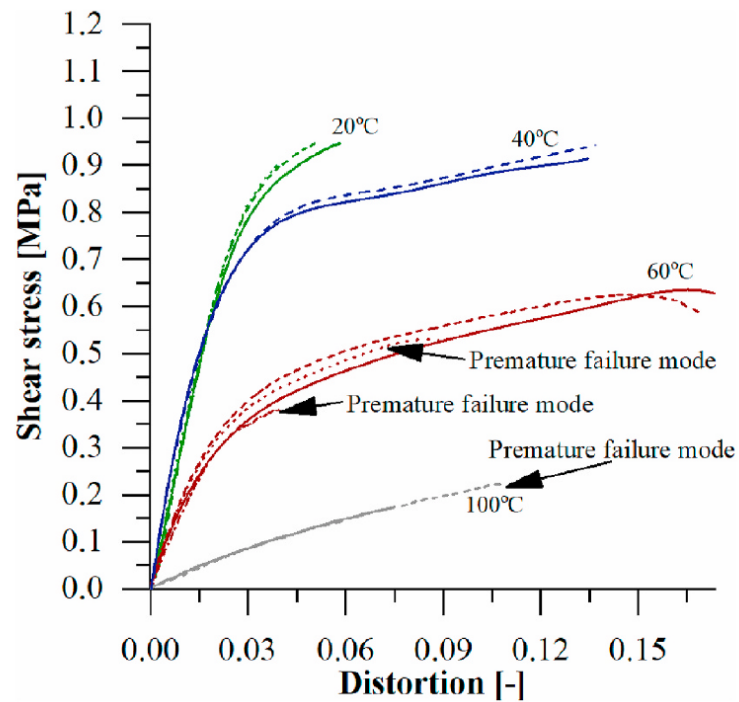 1.2
1.1
1.0
0.9
0.8
0.7
0.6
0.5
0.4
0.3
0.2
0.1
0.0
Shear stress [MPa]
20°C
40°C
60°C
Premature failure mode
Premature failure mode
Premature failure mode
100°C
0.00 0.03 0.06 0.09 0.12 0.15
Distortion [-]